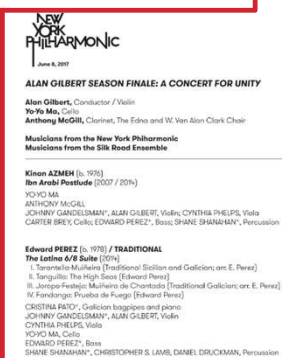 NEW
YORK
PHILHARMONIC
June 8, 2017
ALAN GILBERT SEASON FINALE: A CONCERT FOR UNITY
Alan Gilbert, Conductor / Violin
Yo-Yo Ma, Cello
Anthony McGill, Clarinet, The Edna and W. Van Alan Clark Chair
Musicians from the New York Philharmonic
Musicians from the Silk Road Ensemble
Kinan AZMEH (b. 1976)
Ibn Arabi Postlude (2007 / 2014)
YO-YO MA
ANTHONY McGILL
JOHNNY GANDELSMAN*, ALAN GILBERT, Violin; CYNTHIA PHELPS, Viola
CARTER BREY, Cello; EDWARD PEREZ*, Bass; SHANE SHANAHAN*, Percussion
Edward PEREZ (b. 1978) / TRADITIONAL
The Latina 6/8 Suite (2014)
I. Tarantella-Muiñeira (Traditional Sicilian and Galician; arr. E. Perez)
II. Tanguillo: The High Seas (Edward Perez)
III. Joropo-Festejo: Muiñeira de Chantada (Traditional Galician; arr. E. Perez)
IV. Fandango: Prueba de Fuego (Edward Perez)
CRISTINA PATO*, Galician bagpipes and piano
JOHNNY GANDELSMAN*, ALAN GILBERT, Violin
CYNTHIA PHELPS, Viola
YO-YO MA, Cello
EDWARD PEREZ*, Bass
SHANE SHANAHAN*, CHRISTOPHER S. LAMB, DANIEL DRUCKMAN, Percussion